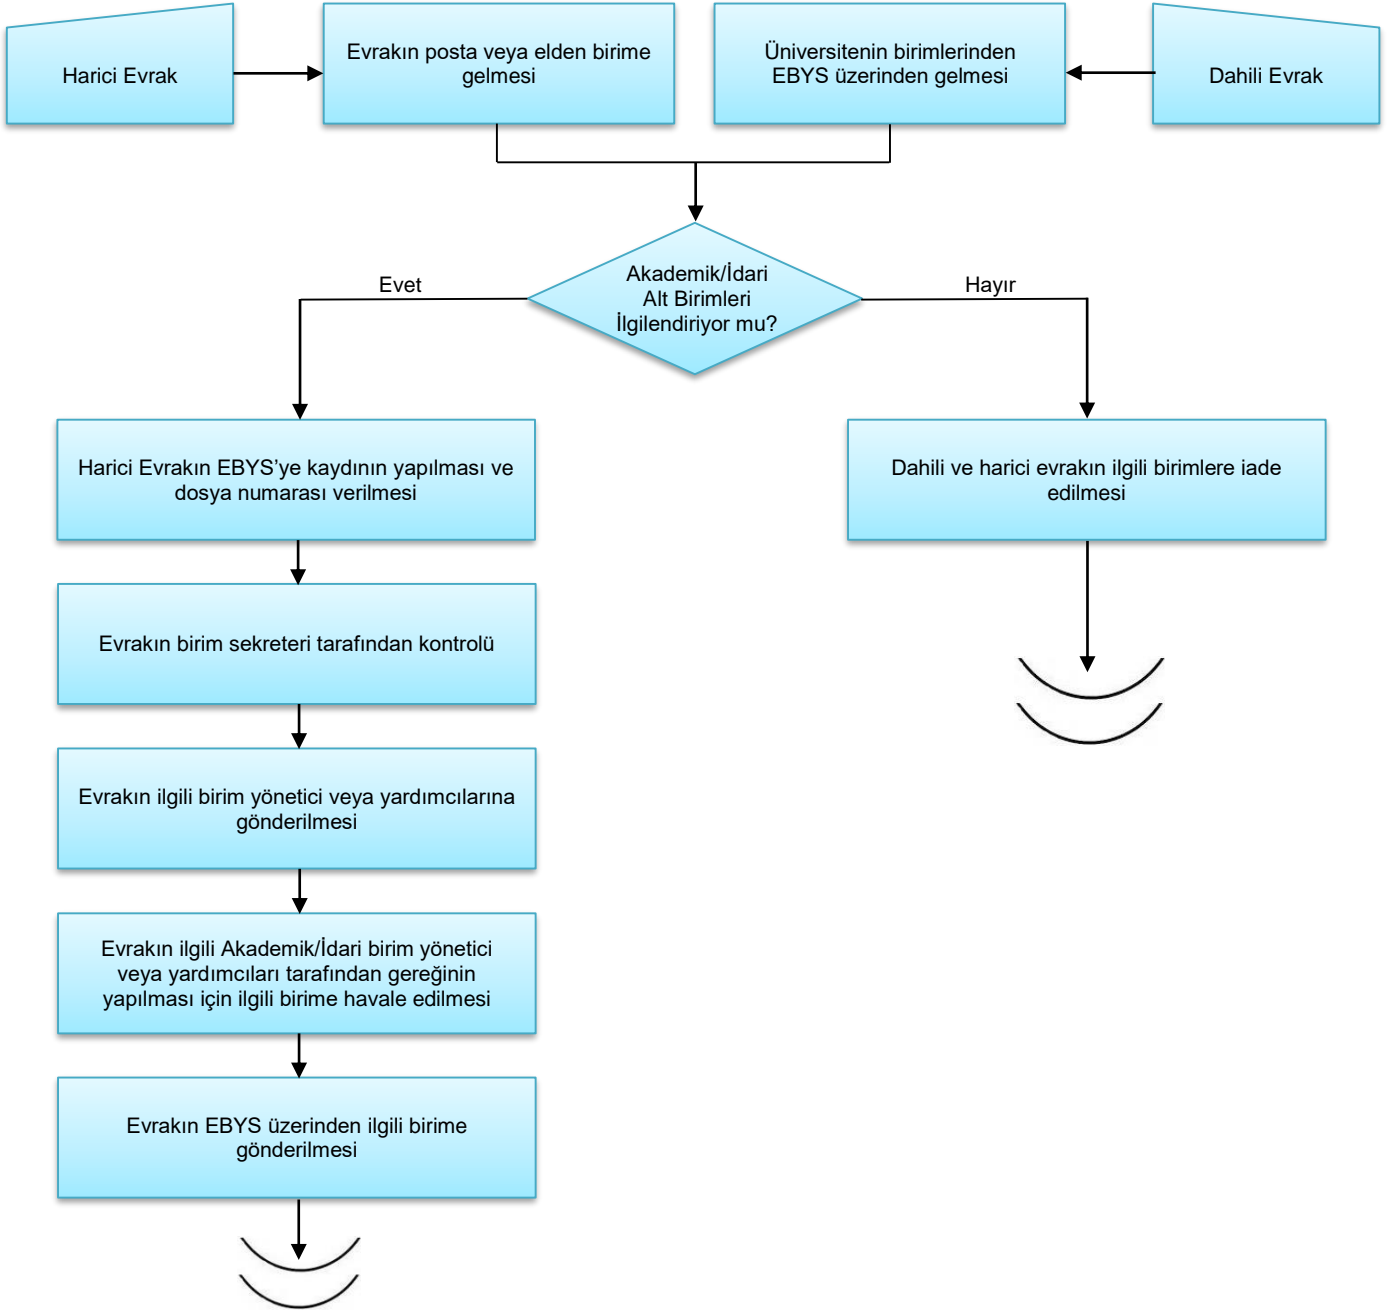 Harici Evrak
Evrakın posta veya elden birime
gelmesi
Üniversitenin birimlerinden
EBYS üzerinden gelmesi
Dahili Evrak
Akademik/İdari
Alt Birimleri
İlgilendiriyor mu?
Evet
Hayır
Harici Evrakın EBYS’ye kaydının yapılması ve
dosya numarası verilmesi
Dahili ve harici evrakın ilgili birimlere iade
edilmesi
Evrakın birim sekreteri tarafından kontrolü
Evrakın ilgili birim yönetici veya yardımcılarına
gönderilmesi
Evrakın ilgili Akademik/İdari birim yönetici
veya yardımcıları tarafından gereğinin
yapılması için ilgili birime havale edilmesi
Evrakın EBYS üzerinden ilgili birime
gönderilmesi